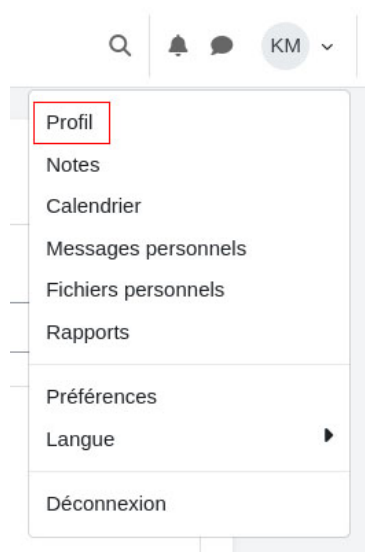 KM
Profil
Notes
Calendrier
Messages personnels
Fichiers personnels
Rapports
Préférences
Langue
Déconnexion